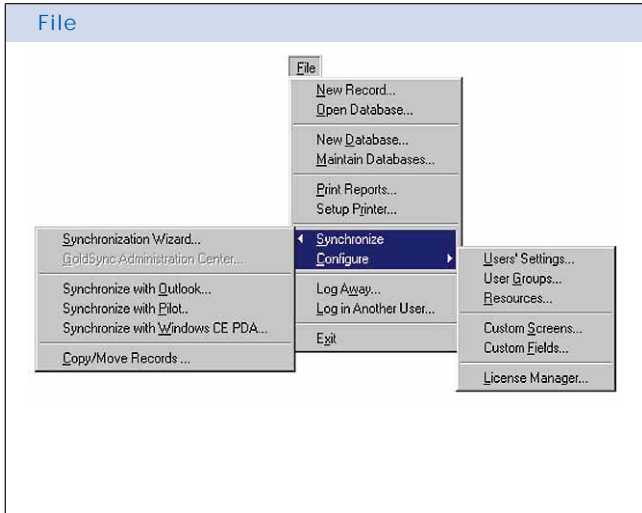 File
File
New Record...
Open Database...
New Database...
Maintain Databases...
Print Reports...
Setup Printer...
Synchronize
Configure
Log Away...
Log in Another User...
Exit
Synchronization Wizard...
GoldSync Administration Center...
Synchronize with Outlook...
Synchronize with Pilot..
Synchronize with Windows CE PDA...
Copy/Move Records ...
Users' Settings...
User Groups...
Resources...
Custom Screens...
Custom Fields...
License Manager...